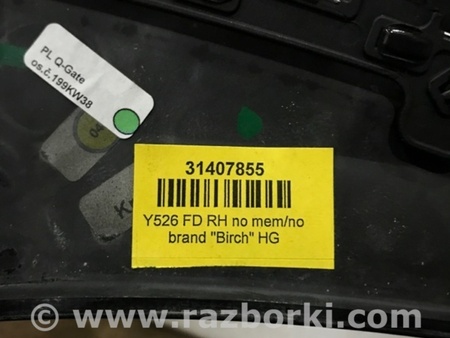 PL Q-Gate
os.č.199KW38
31407855
Y526 FD RH no mem/no
brand "Birch" HG
© www.razborki.com